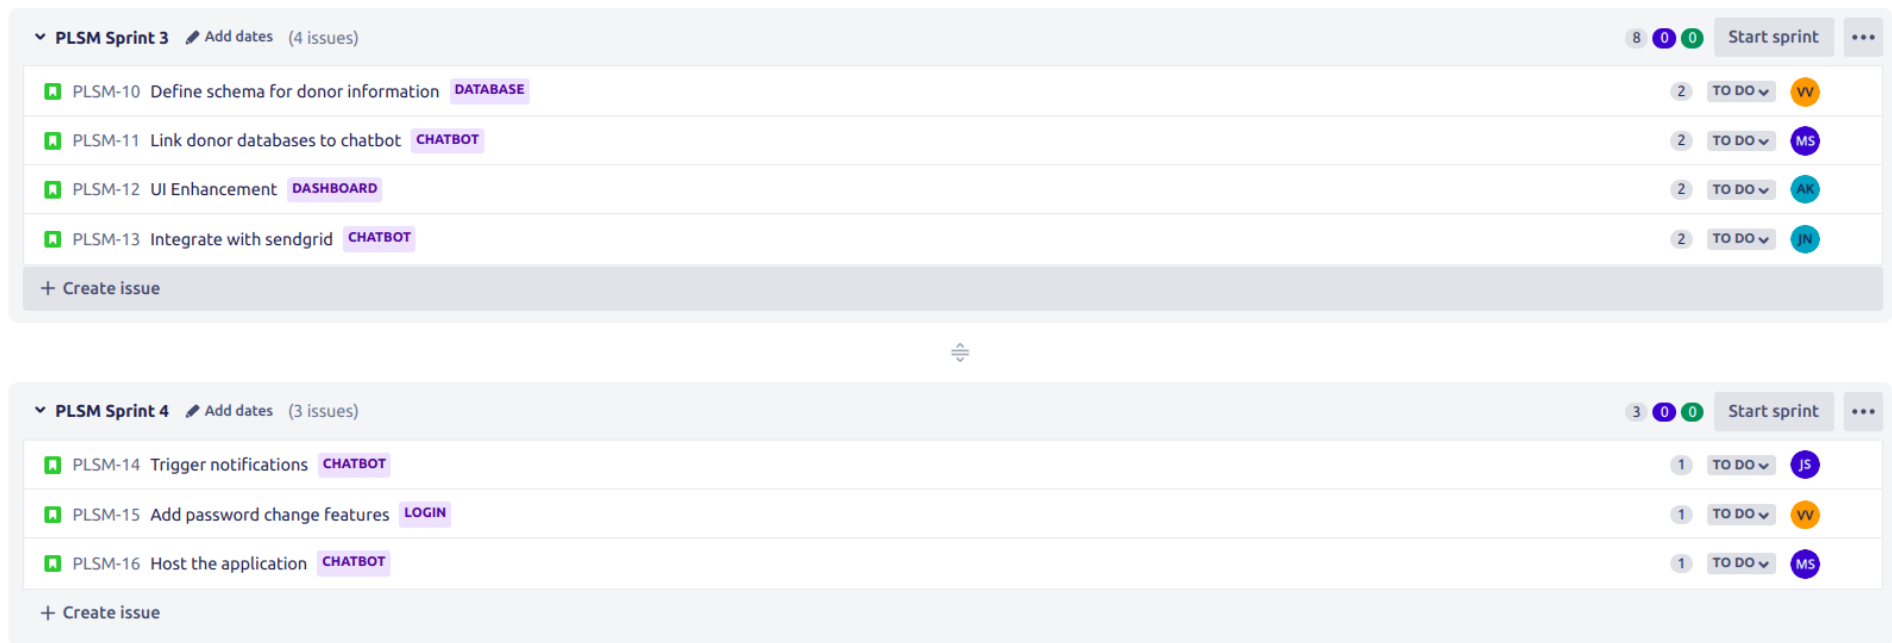 PLSM Sprint 3 Add dates (4 issues) 8 0 0 Start sprint
PLSM-10 Define schema for donor information DATABASE 2 TO DO VV
PLSM-11 Link donor databases to chatbot CHATBOT 2 TO DO MS
PLSM-12 UI Enhancement DASHBOARD 2 TO DO AK
PLSM-13 Integrate with sendgrid CHATBOT 2 TO DO JN
+ Create issue
PLSM Sprint 4 Add dates (3 issues) 3 0 0 Start sprint
PLSM-14 Trigger notifications CHATBOT 1 TO DO JS
PLSM-15 Add password change features LOGIN 1 TO DO VV
PLSM-16 Host the application CHATBOT 1 TO DO MS
+ Create issue